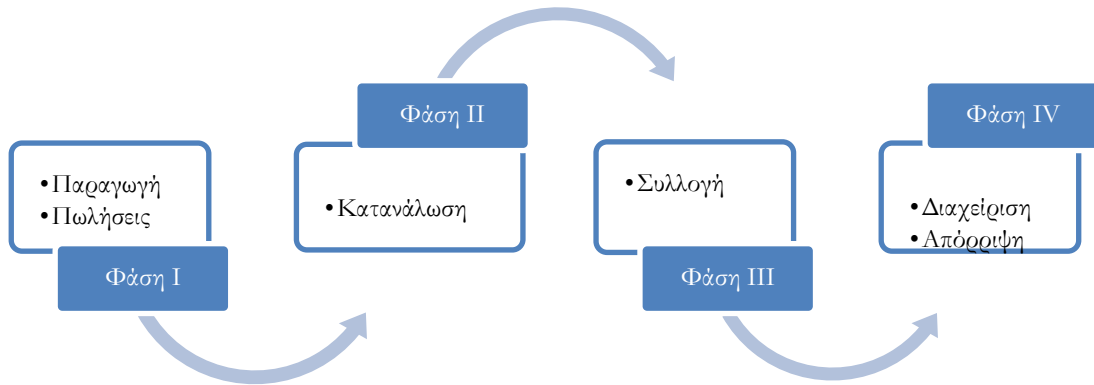 • Παραγωγή
• Πωλήσεις
Φάση I
Φάση II
• Κατανάλωση
• Συλλογή
Φάση III
Φάση IV
• Διαχείριση
• Απόρριψη